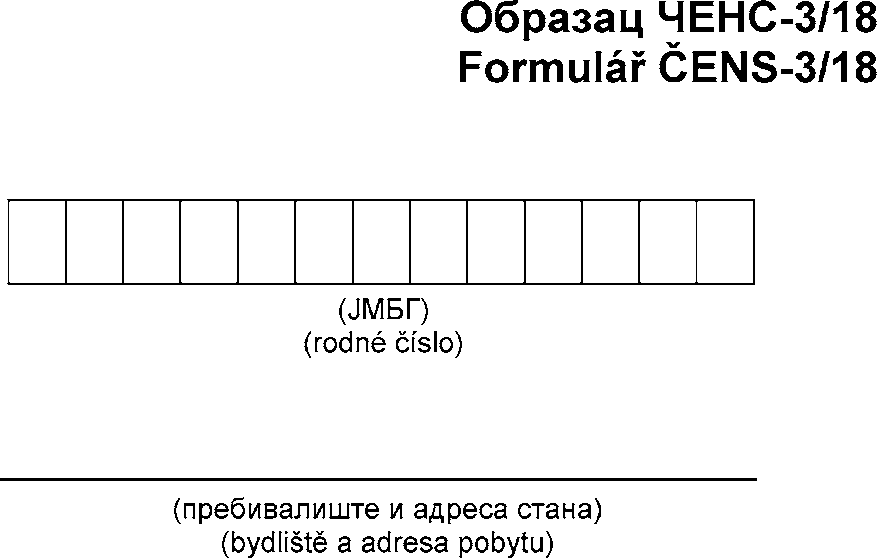 Образац ЧЕНС-3/18
Formulář ČENS-3/18
(ЈМБГ)
(rodné číslo)
(пребивалиште и адреса стана)
(bydliště a adresa pobytu)